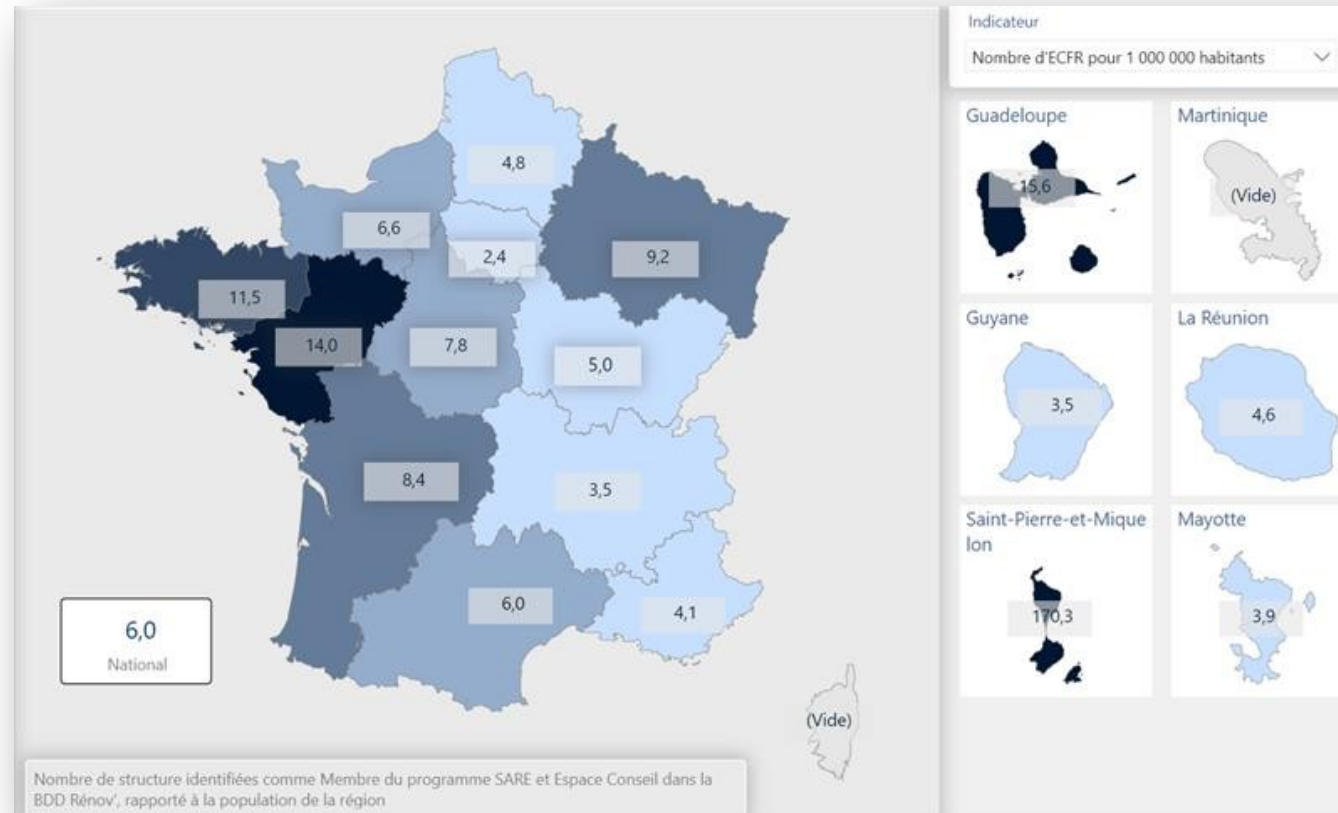 Indicateur
Nombre d'ECFR pour 1 000 000 habitants
4,8
6,6
2,4
9,2
11,5
14,0
7,8
5,0
8,4
3,5
6,0
4,1
6,0
National
(Vide)
Nombre de structure identifiées comme Membre du programme SARE et Espace Conseil dans la
BDD Rénov', rapporté à la population de la région
Guadeloupe
15,6
Martinique
(Vide)
Guyane
3,5
La Réunion
4,6
Saint-Pierre-et-Mique
lon
170,3
Mayotte
3,9